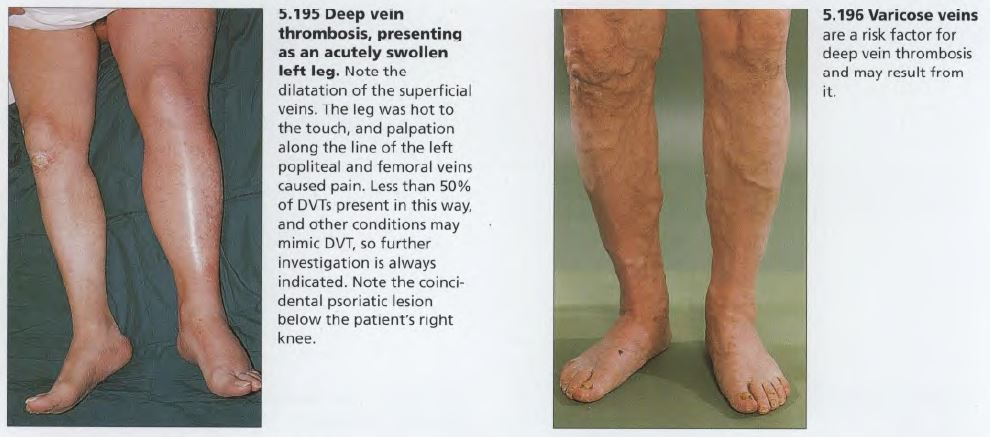 5.195 Deep vein
thrombosis, presenting
as an acutely swollen
left leg. Note the
dilatation of the superficial
veins. The leg was hot to
the touch, and palpation
along the line of the left
popliteal and femoral veins
caused pain. Less than 50%
of DVTs present in this way,
and other conditions may
mimic DVT, so further
investigation is always
indicated. Note the coinci-
dental psoriatic lesion
below the patient's right
knee.
5.196 Varicose veins
are a risk factor for
deep vein thrombosis
and may result from
it.